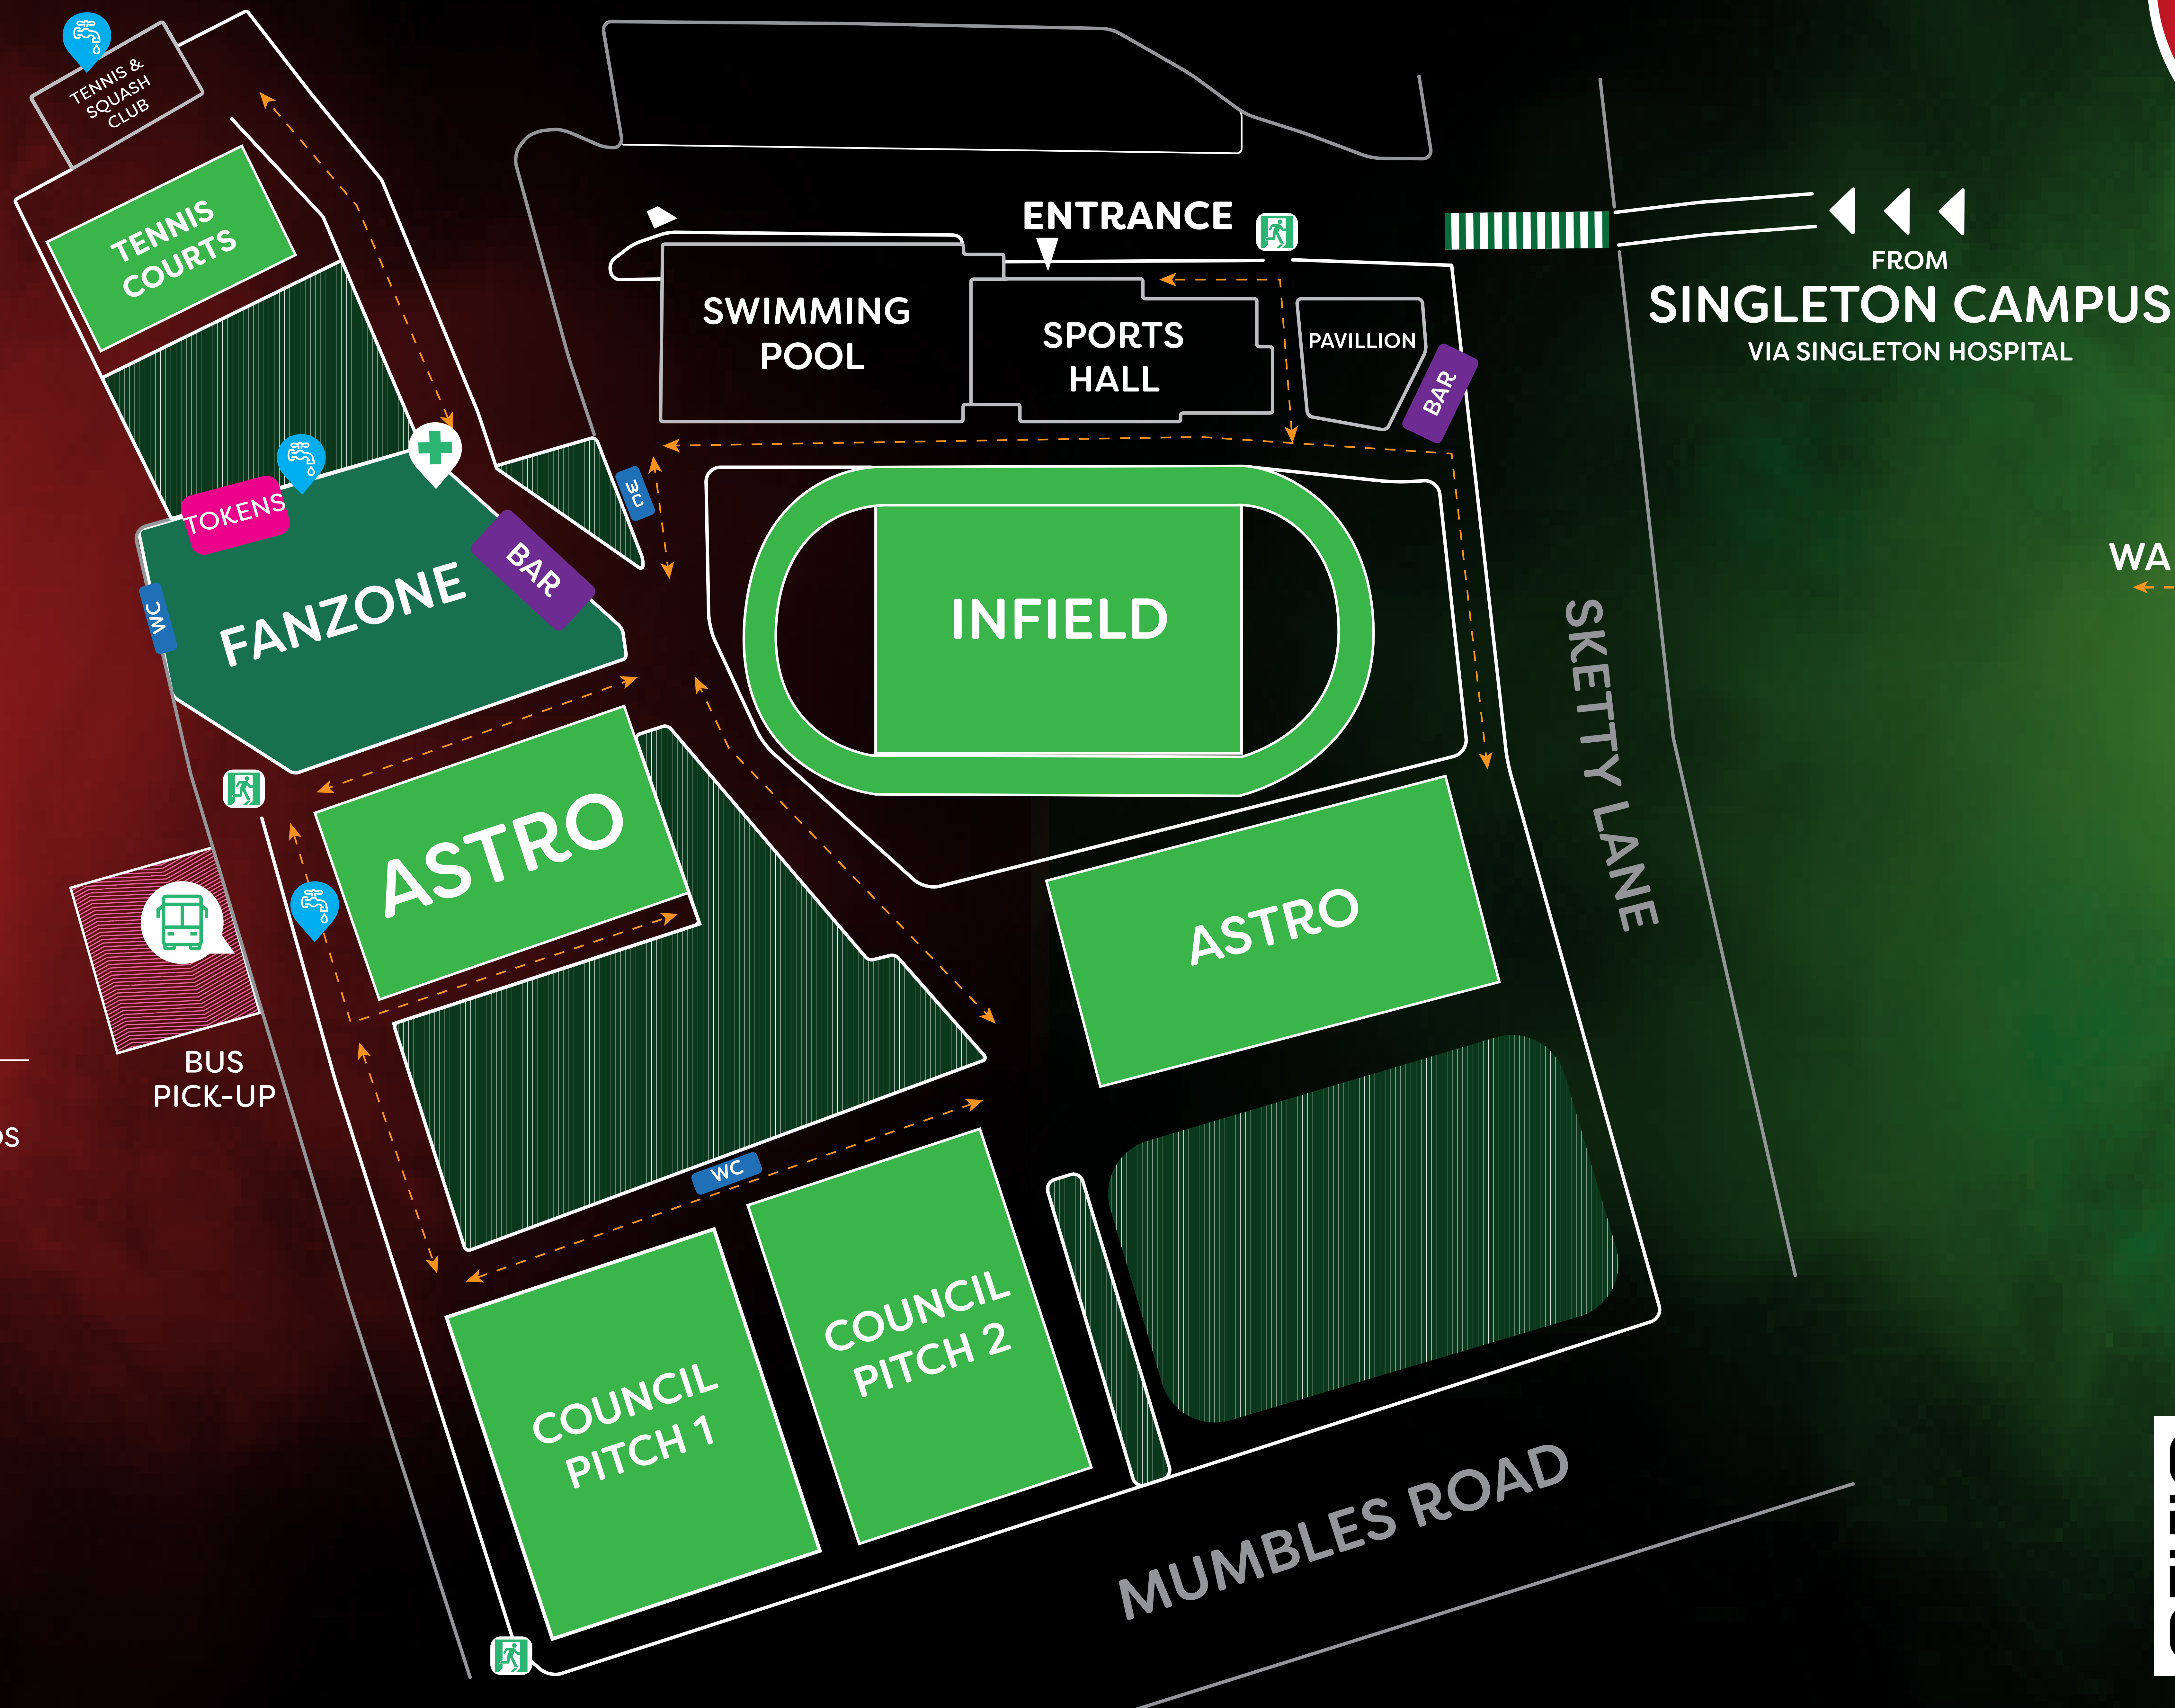 TENNIS &
SQUASH
CLUB
TENNIS
COURTS
ENTRANCE
SWIMMING
POOL
SPORTS
HALL
PAVILLION
BAR
FROM
SINGLETON CAMPUS
VIA SINGLETON HOSPITAL
TOKENS
WC
BAR
WC
FANZONE
INFIELD
SKETTY LANE
ASTRO
ASTRO
BUS
PICK-UP
WC
COUNCIL
PITCH 1
COUNCIL
PITCH 2
MUMBLES ROAD